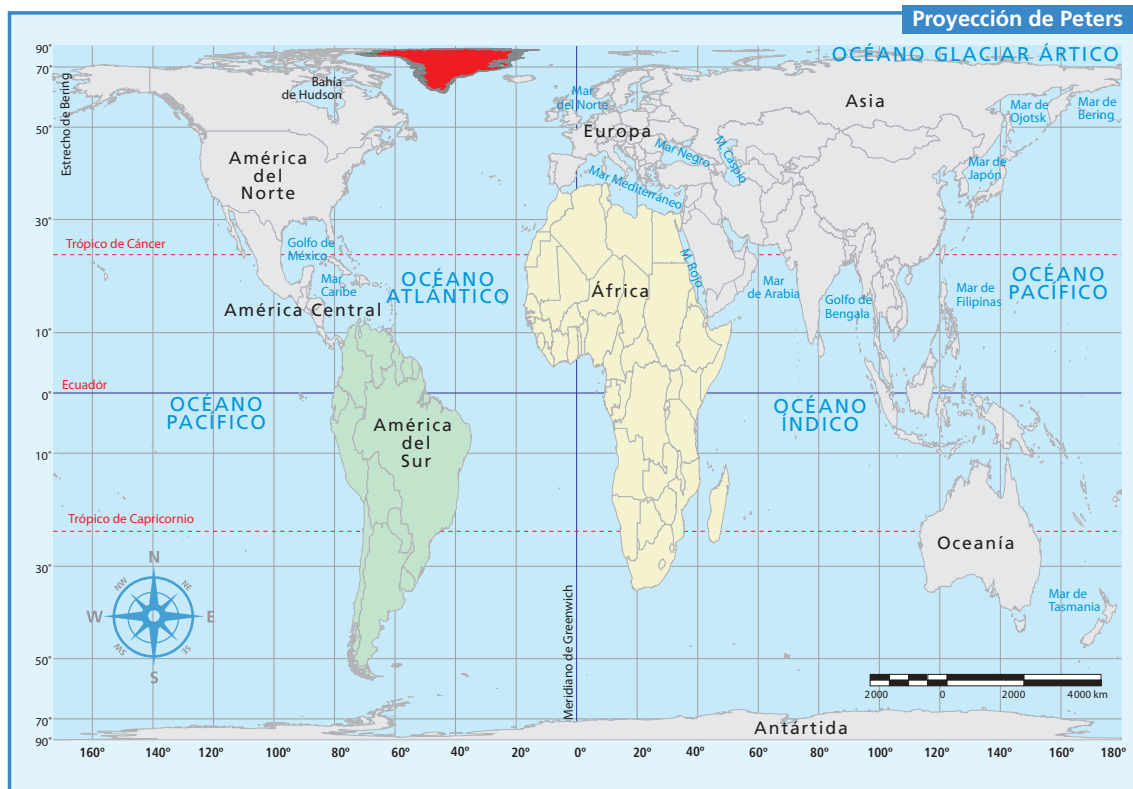 Proyección de Peters
90°
70°
50°
30°
10°
0°
10°
30°
50°
70°
90°
Estrecho de Bering
Bahía
de Hudson
OCÉANO GLACIAR ÁRTICO
Mar
del Norte
Europa
Asia
Mar de
Ojotsk
Mar de
Bering
América
del
Norte
Mar Negro
M. Caspio
Mar de
Japón
Mar Mediterráneo
Trópico de Cáncer
Golfo de
México
Mar
Caribe
OCÉANO
ATLÁNTICO
África
M. Rojo
Mar
de Arabia
Golfo de
Bengala
Mar de
Filipinas
OCÉANO
PACÍFICO
América Central
Ecuador
OCÉANO
PACÍFICO
América
del
Sur
OCÉANO
ÍNDICO
Trópico de Capricornio
Oceanía
N
NW
NE
W
E
SW
SE
S
Mar de
Tasmania
Meridiano de Greenwich
2000
0
2000
4000 km
Antártida
160°
140°
120°
100°
80°
60°
40°
20°
0°
20°
40°
60°
80°
100°
120°
140°
160°
180°